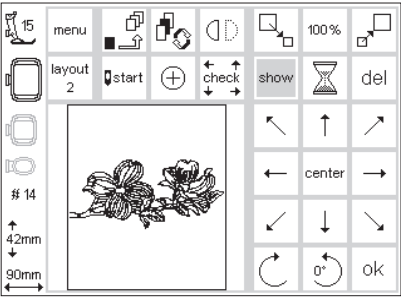 15
menu
100%
layout
2
start
check
show
del
center
# 14
42mm
90mm
0°
ok